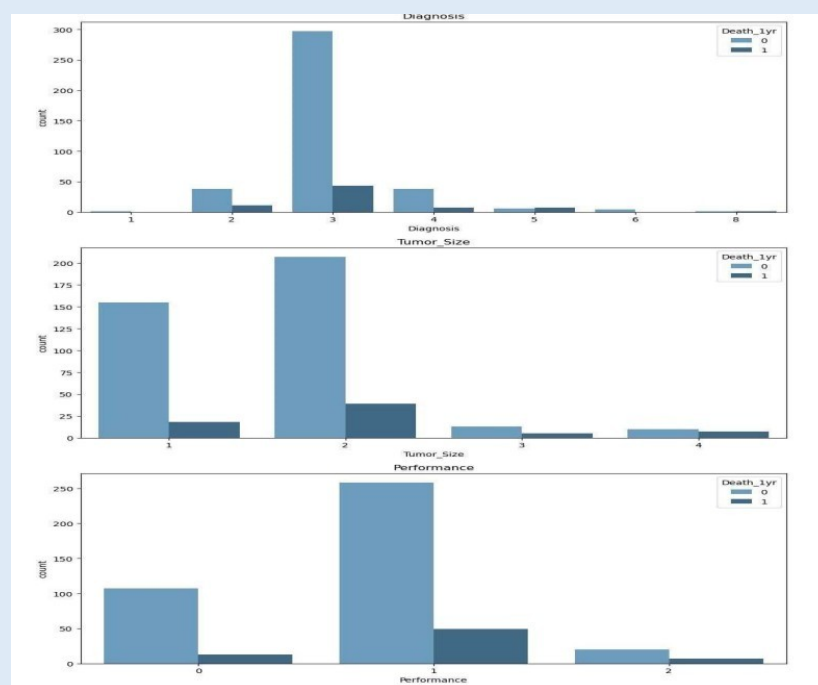 Diagnosis
Death_1yr
0
1
300
250
200
150
100
50
0
count
1 2 3 4 5 6 8
Diagnosis
Tumor_Size
Death_1yr
0
1
200
175
150
125
100
75
50
25
0
count
1 2 3 4
Tumor_Size
Performance
Death_1yr
0
1
250
200
150
100
50
0
count
0 1 2
Performance